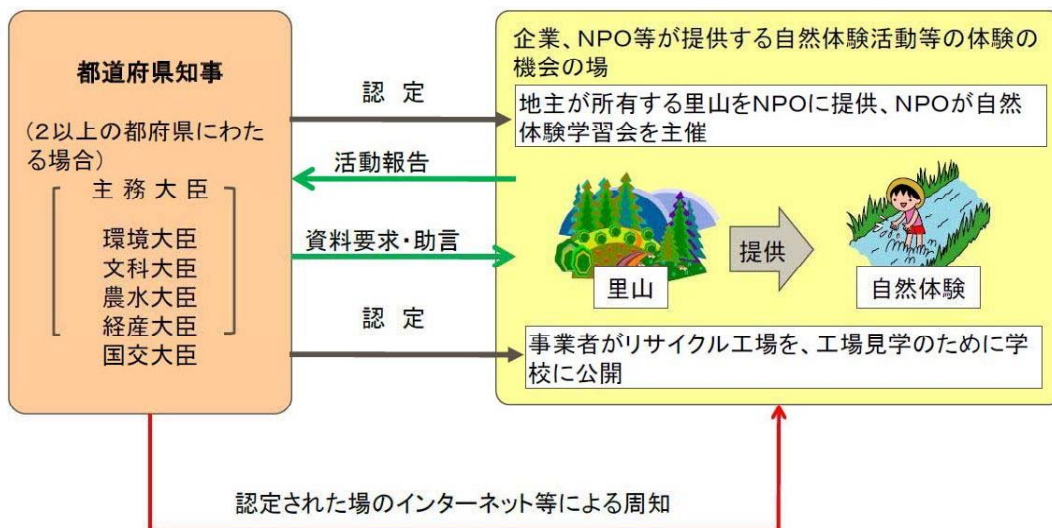 都道府県知事
(2以上の都府県にわた
る場合)
主務大臣
環境大臣
文科大臣
農水大臣
経産大臣
国交大臣
認 定
活動報告
資料要求・助言
認 定
企業、NPO等が提供する自然体験活動等の体験の
機会の場
地主が所有する里山をNPOに提供、NPOが自然
体験学習会を主催
里山
提供
自然体験
事業者がリサイクル工場を、工場見学のために学
校に公開
認定された場のインターネット等による周知